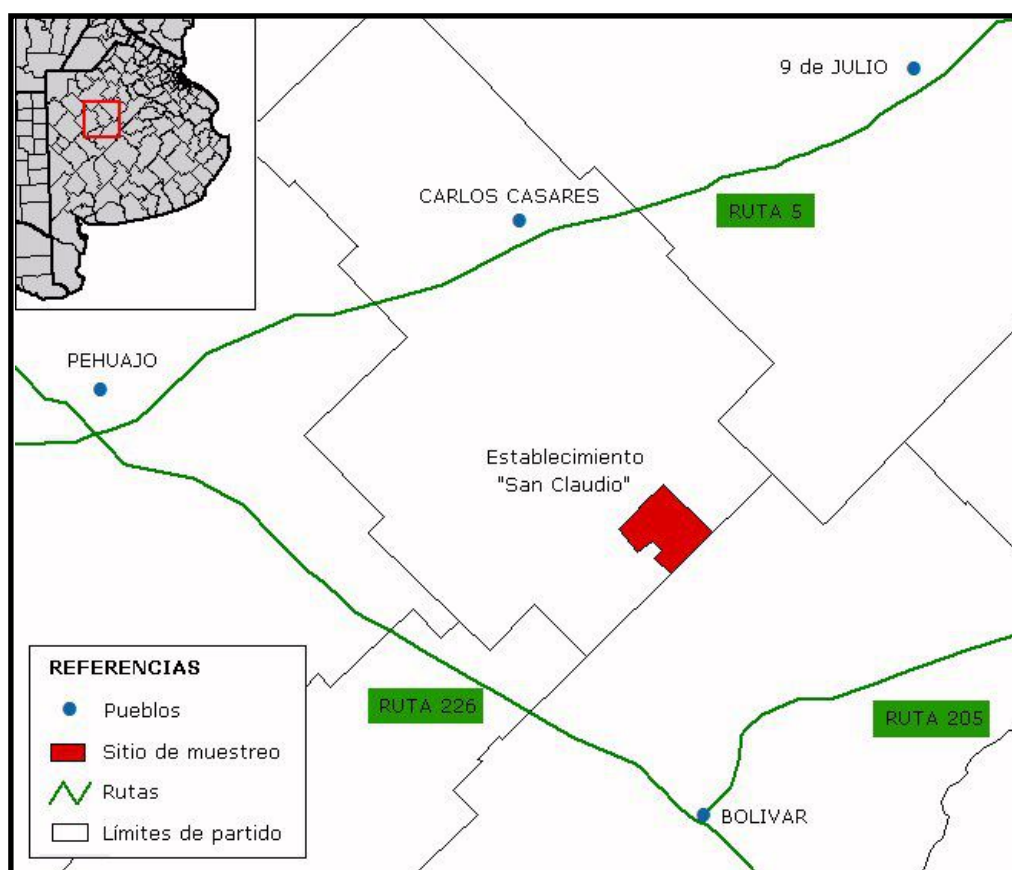 9 de JULIO
CARLOS CASARES
RUTA 5
PEHUAJO
Establecimiento
"San Claudio"
REFERENCIAS
Pueblos
Sitio de muestreo
Rutas
Límites de partido
RUTA 226
RUTA 205
BOLIVAR